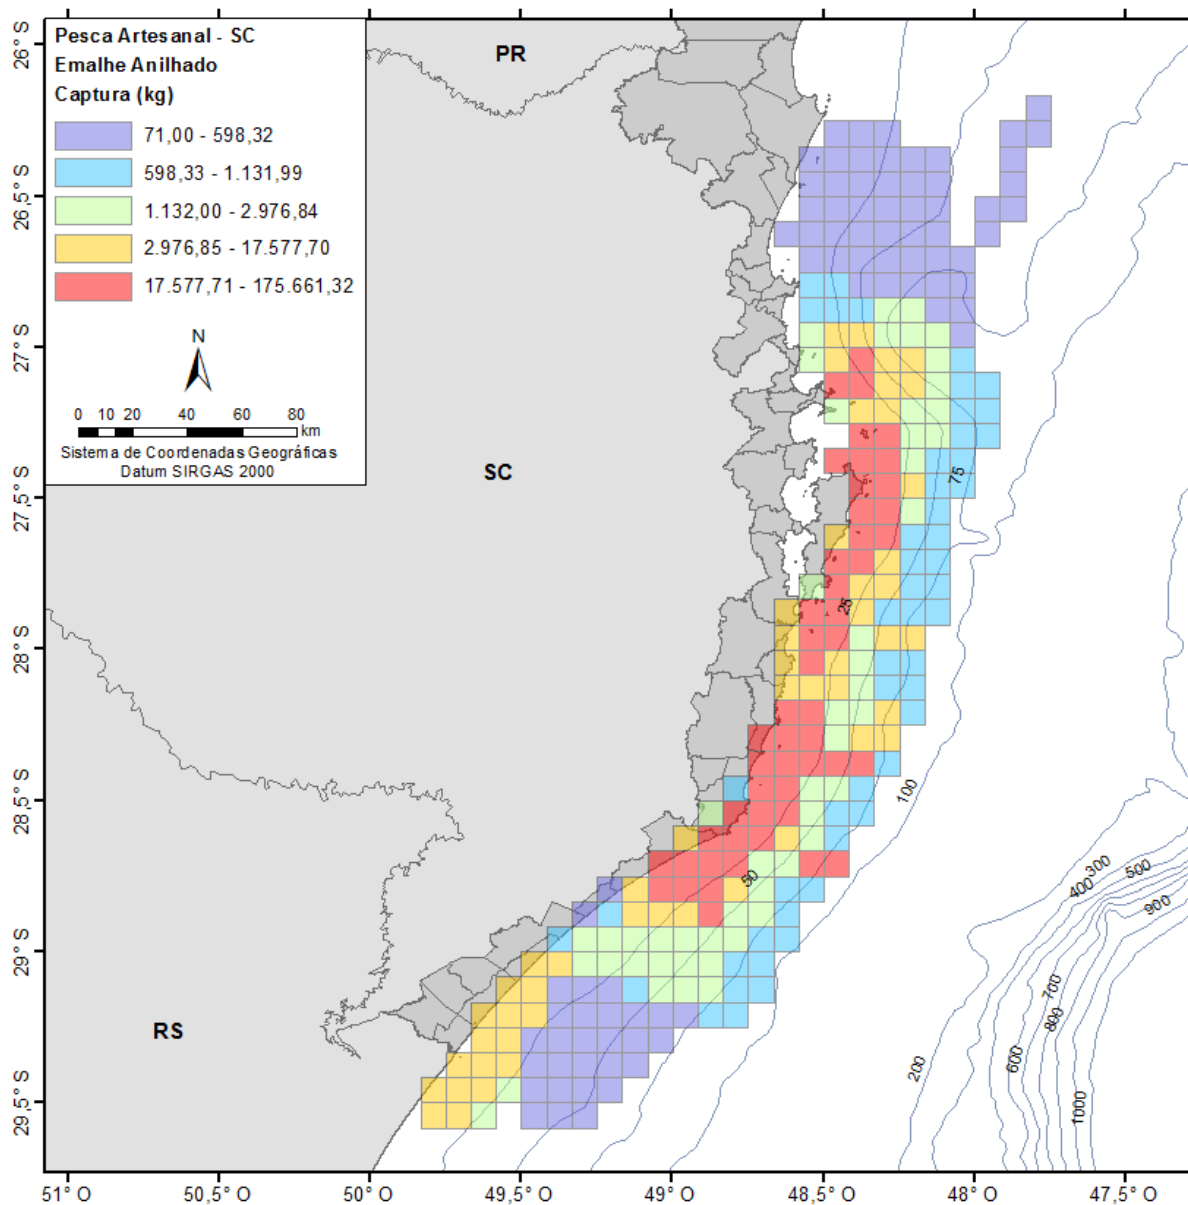 Pesca Artesanal - SC
Emalhe Anilhado
Captura (kg)
71,00 - 598,32
598,33 - 1.131,99
1.132,00 - 2.976,84
2.976,85 - 17.577,70
17.577,71 - 175.661,32
N
0 10 20 40 60 80
km
Sistema de Coordenadas Geográficas
Datum SIRGAS 2000
PR
SC
RS
26° S
26,5° S
27° S
27,5° S
28° S
28,5° S
29° S
29,5° S
75
25
100
50
300
400
500
900
700
800
600
200
1000
51° O
50,5° O
50° O
49,5° O
49° O
48,5° O
48° O
47,5° O